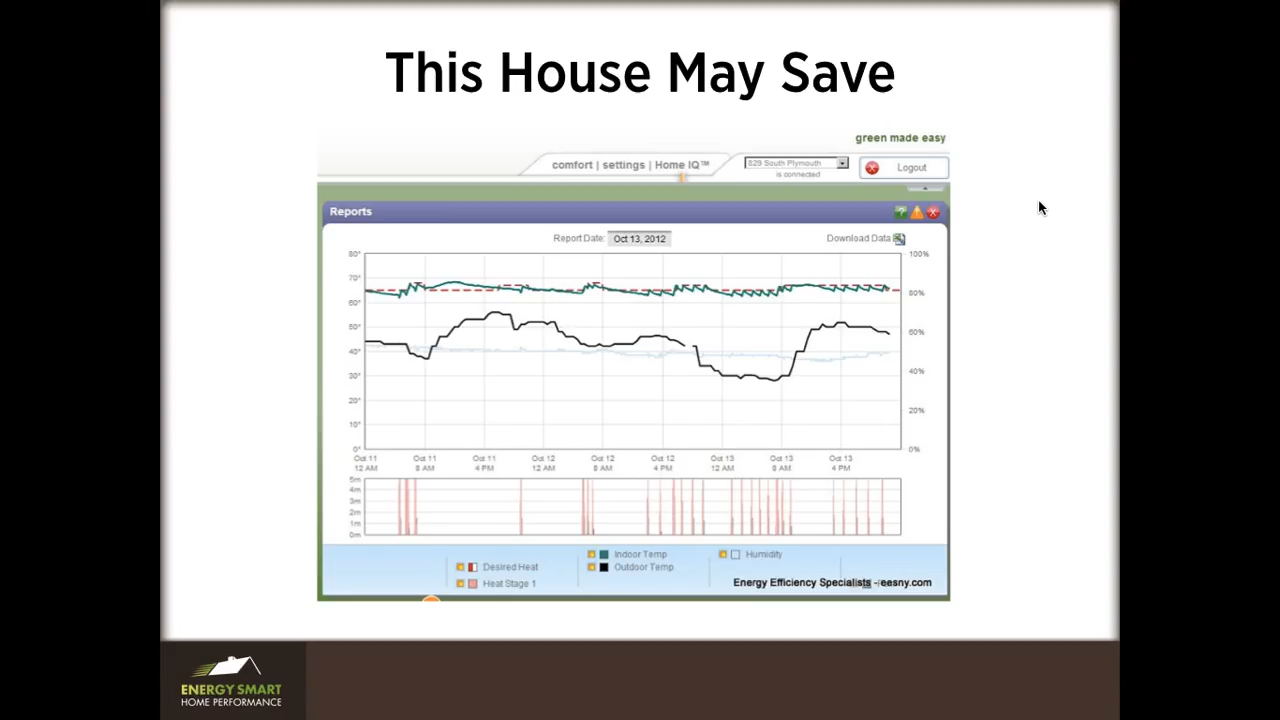 This House May Save
green made easy
comfort | settings | Home IQ™
829 South Plymouth
is connected
Logout
Reports
Report Date: Oct 13, 2012
Download Data
80° 100%
70°
60° 80%
50° 60%
40°
30° 40%
20° 20%
10°
0° 0%
Oct 11 Oct 11 Oct 11 Oct 12 Oct 12 Oct 12 Oct 13 Oct 13 Oct 13
12 AM 8 AM 4 PM 12 AM 8 AM 4 PM 12 AM 8 AM 4 PM
5m
4m
3m
2m
1m
0m
Indoor Temp Humidity
Desired Heat Outdoor Temp
Heat Stage 1
Energy Efficiency Specialists - eesny.com
ENERGY SMART
HOME PERFORMANCE